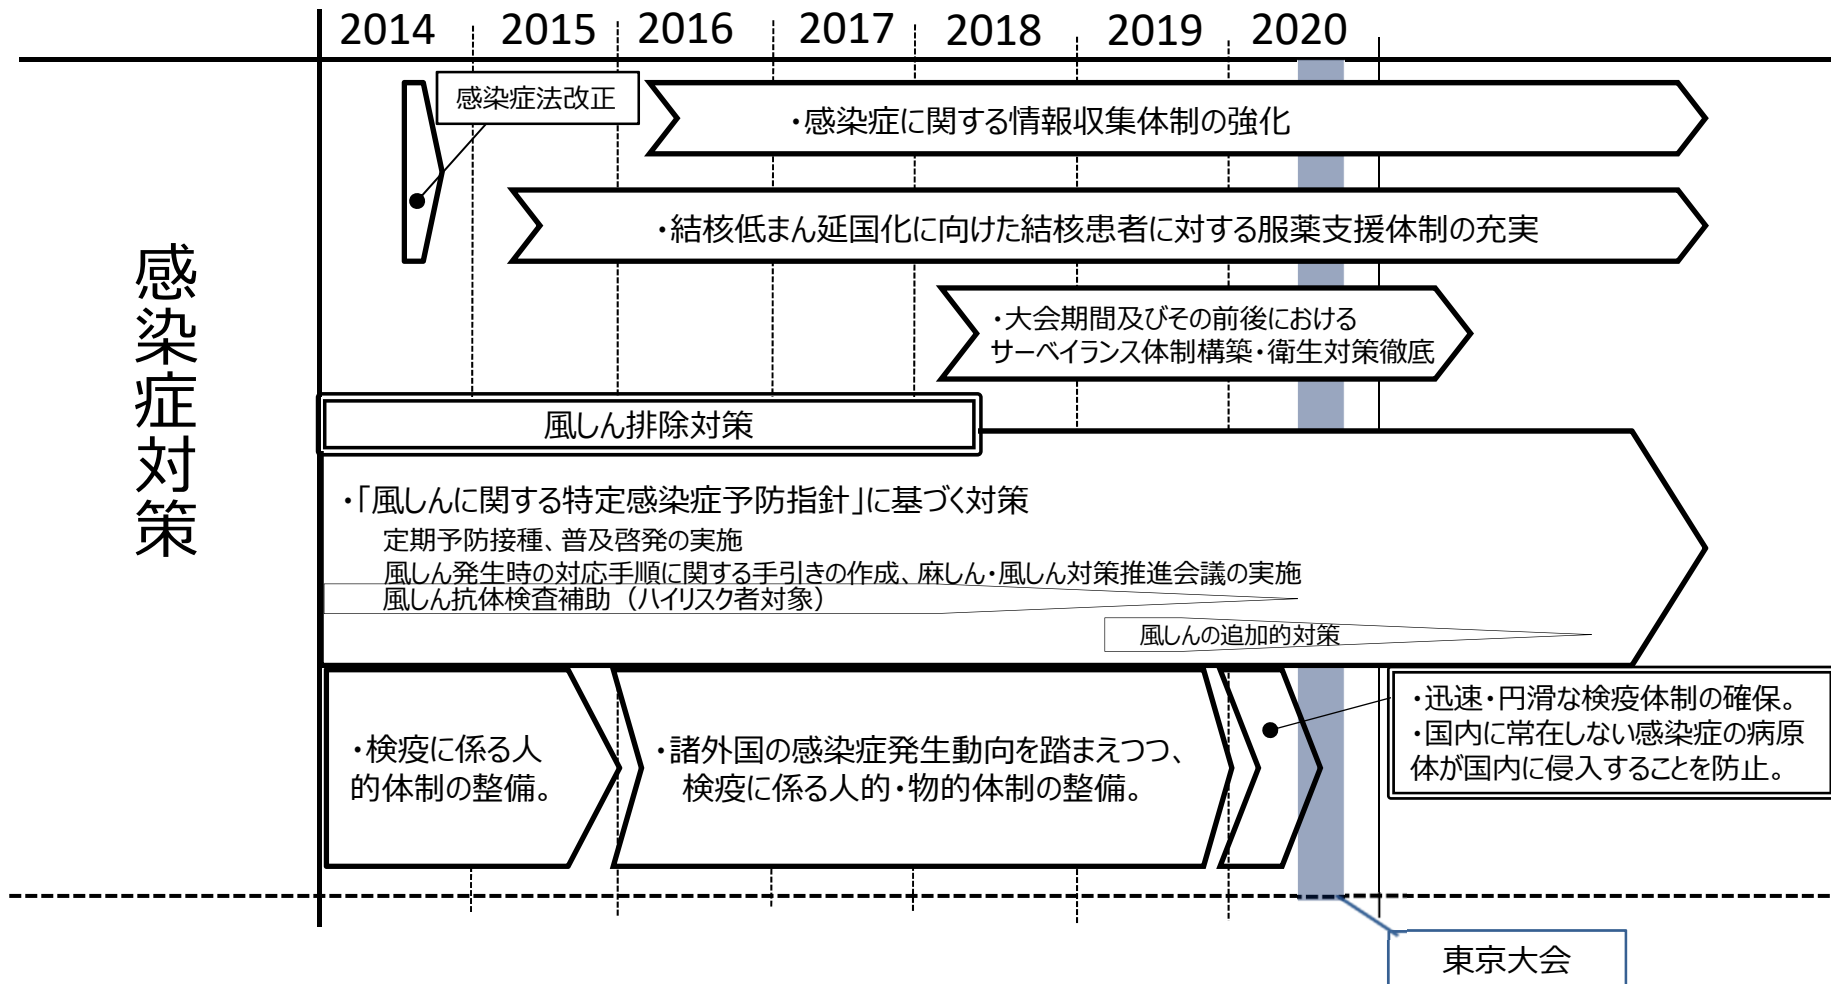 2014 2015 2016 2017 2018 2019 2020
感染症法改正
・感染症に関する情報収集体制の強化
・結核低まん延国化に向けた結核患者に対する服薬支援体制の充実
感染症対策
・大会期間及びその前後における
サーベイランス体制構築・衛生対策徹底
風しん排除対策
・「風しんに関する特定感染症予防指針」に基づく対策
定期予防接種、普及啓発の実施
風しん発生時の対応手順に関する手引きの作成、麻しん・風しん対策推進会議の実施
風しん抗体検査補助（ハイリスク者対象）
風しんの追加的対策
・検疫に係る人
的体制の整備。
・諸外国の感染症発生動向を踏まえつつ、
検疫に係る人的・物的体制の整備。
・迅速・円滑な検疫体制の確保。
・国内に常在しない感染症の病原
体が国内に侵入することを防止。
東京大会